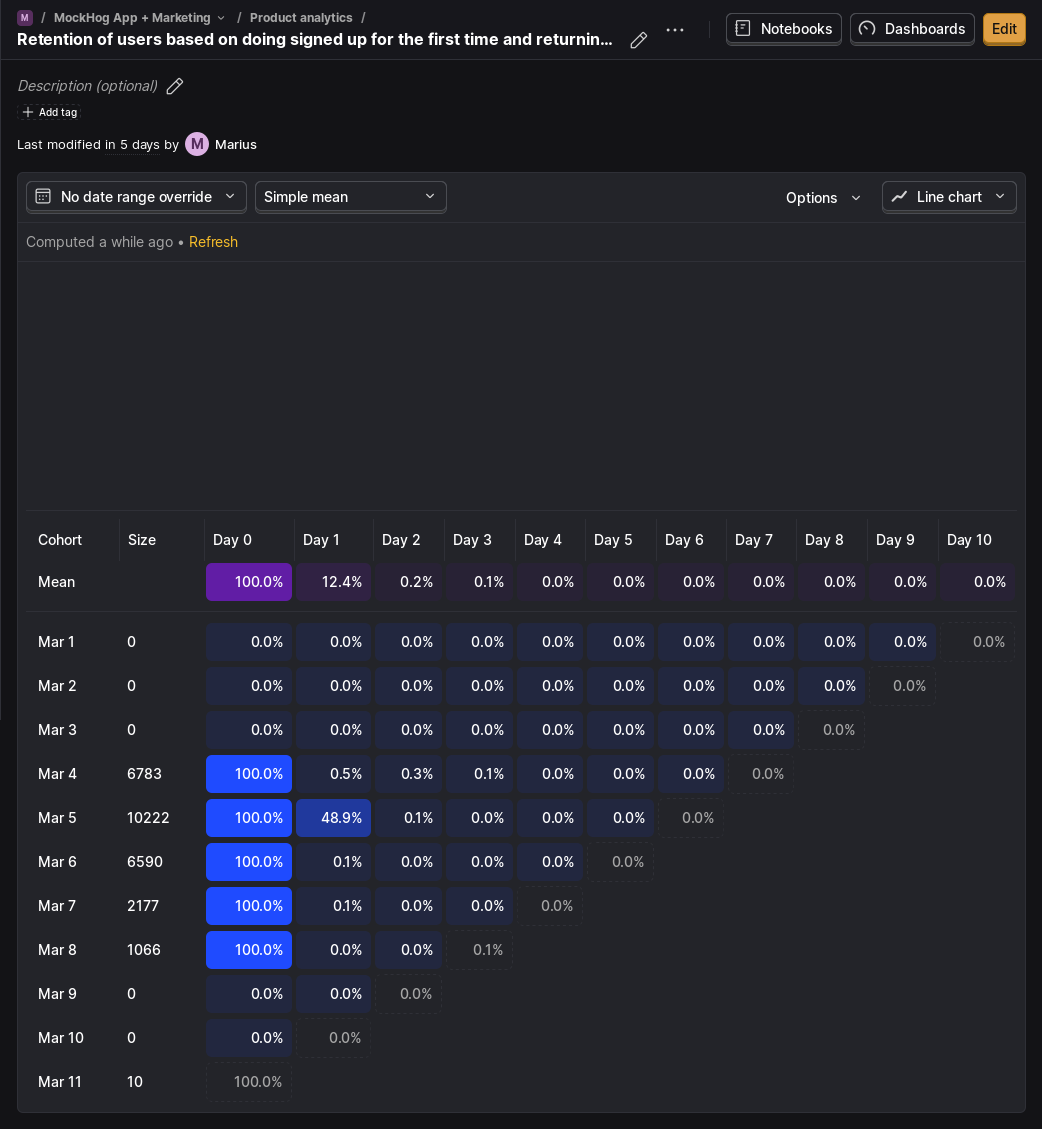 M / MockHog App + Marketing / Product analytics /
Retention of users based on doing signed up for the first time and returnin...
Notebooks
Dashboards
Edit
Description (optional)
Add tag
Last modified in 5 days by M Marius
No date range override
Simple mean
Options
Line chart
Computed a while ago • Refresh
Cohort Size Day 0 Day 1 Day 2 Day 3 Day 4 Day 5 Day 6 Day 7 Day 8 Day 9 Day 10
Mean 100.0% 12.4% 0.2% 0.1% 0.0% 0.0% 0.0% 0.0% 0.0% 0.0% 0.0%
Mar 1 0 0.0% 0.0% 0.0% 0.0% 0.0% 0.0% 0.0% 0.0% 0.0% 0.0% 0.0%
Mar 2 0 0.0% 0.0% 0.0% 0.0% 0.0% 0.0% 0.0% 0.0% 0.0% 0.0%
Mar 3 0 0.0% 0.0% 0.0% 0.0% 0.0% 0.0% 0.0% 0.0% 0.0%
Mar 4 6783 100.0% 0.5% 0.3% 0.1% 0.0% 0.0% 0.0% 0.0%
Mar 5 10222 100.0% 48.9% 0.1% 0.0% 0.0% 0.0% 0.0%
Mar 6 6590 100.0% 0.1% 0.0% 0.0% 0.0% 0.0%
Mar 7 2177 100.0% 0.1% 0.0% 0.0% 0.0%
Mar 8 1066 100.0% 0.0% 0.0% 0.1%
Mar 9 0 0.0% 0.0% 0.0%
Mar 10 0 0.0% 0.0%
Mar 11 10 100.0%